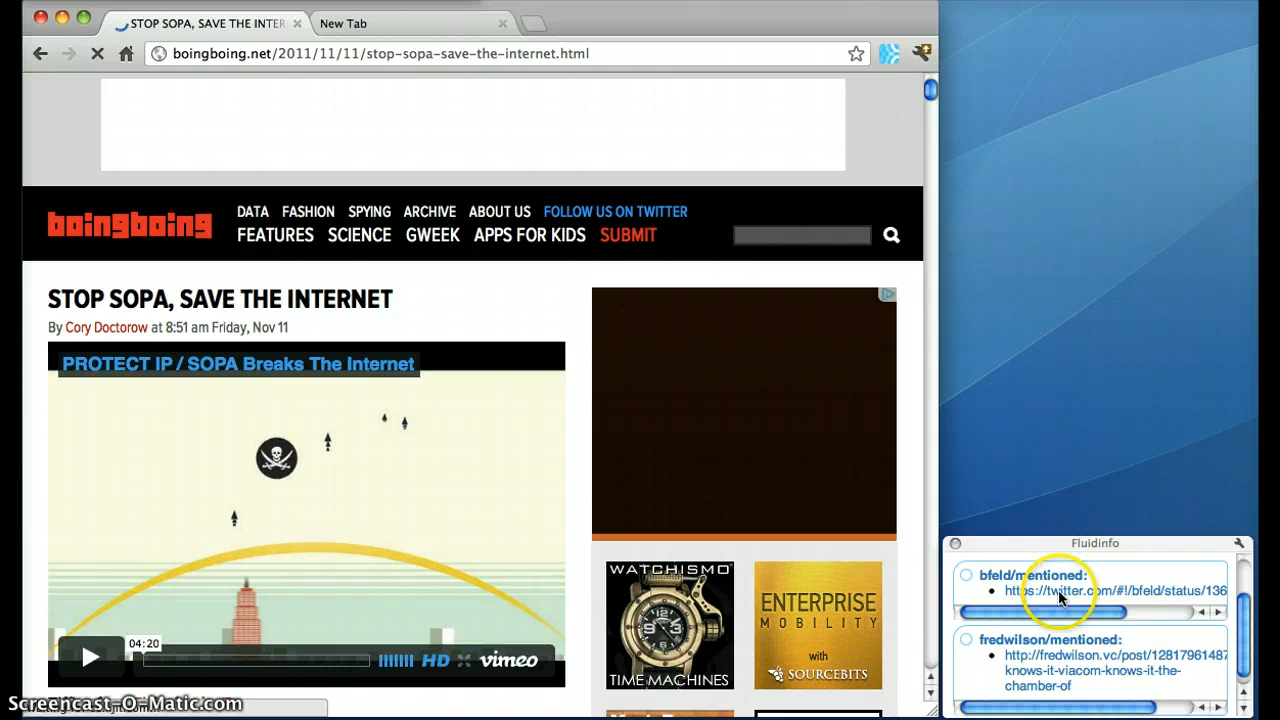 STOP SOPA, SAVE THE INTER
New Tab
boingboing.net/2011/11/11/stop-sopa-save-the-internet.html
boingboing
DATA FASHION SPYING ARCHIVE ABOUT US FOLLOW US ON TWITTER
FEATURES SCIENCE GWEEK APPS FOR KIDS SUBMIT
STOP SOPA, SAVE THE INTERNET
By Cory Doctorow at 8:51 am Friday, Nov 11
PROTECT IP / SOPA Breaks The Internet
04:20
HD
vimeo
WATCHISMO
TIME MACHINES
ENTERPRISE
MOBILITY
with
SOURCEBITS
Fluidinfo
bfeld/mentioned:
https://twitter.com/#!/bfeld/status/136
fredwilson/mentioned:
http://fredwilson.vc/post/12817961487
knows-it-viacom-knows-it-the-
chamber-of
Screencast-O-Matic.com